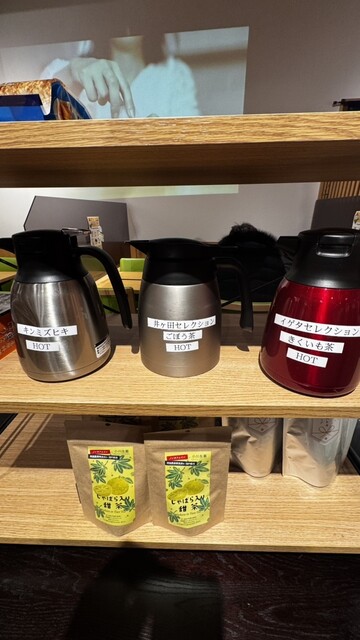 キンミズヒキ
HOT
井ヶ田セレクション
ごぼう茶
HOT
イゲタセレクション
きくいも茶
HOT
じゃばら入り
甜茶
じゃばら入り
甜茶